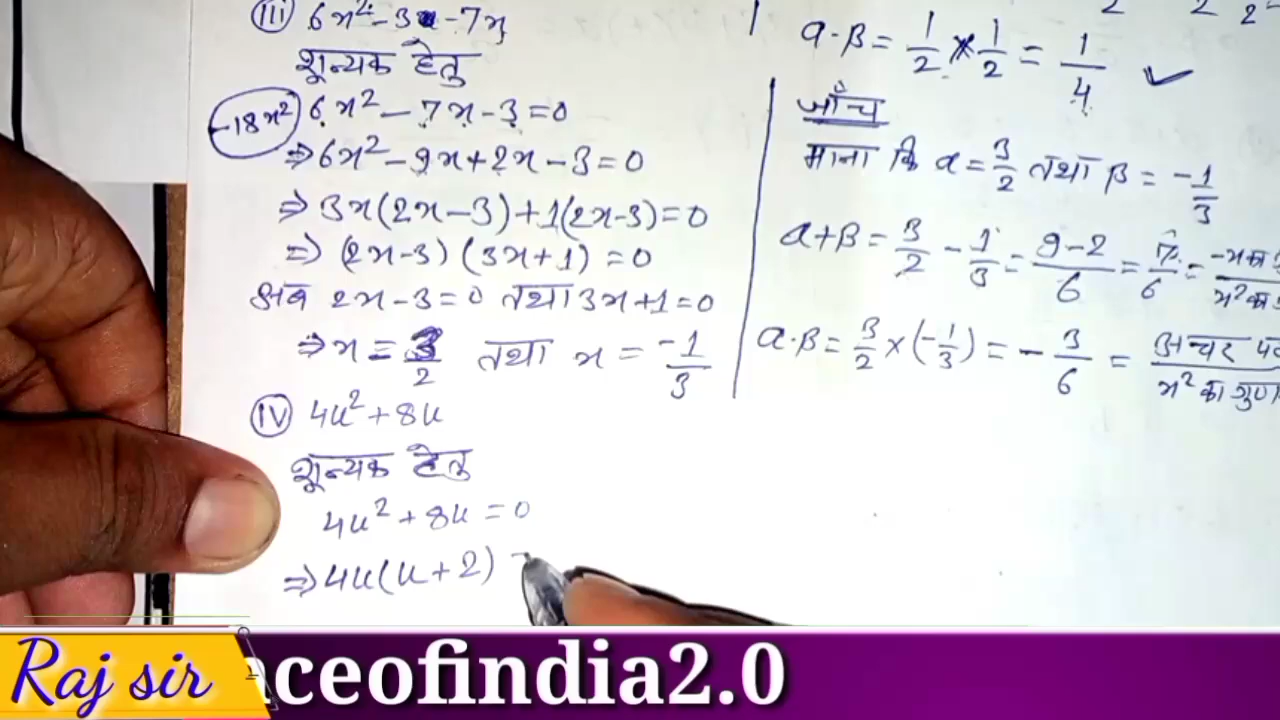 (iii) 6x² - 3 - 7x
शून्यक हेतु
-18x² 6x² - 7x - 3 = 0
⇒ 6x² - 9x + 2x - 3 = 0
⇒ 3x(2x - 3) + 1(2x - 3) = 0
⇒ (2x - 3) (3x + 1) = 0
अब 2x - 3 = 0 तथा 3x + 1 = 0
⇒ x = 3/2 तथा x = -1/3
(iv) 4u² + 8u
शून्यक हेतु
4u² + 8u = 0
⇒ 4u(u + 2)
2 2 2
α·β = 1/2 × 1/2 = 1/4 ✓
जाँच
माना कि α = 3/2 तथा β = -1/3
α + β = 3/2 - 1/3 = 9-2/6 = 7/6 =
α·β = 3/2 × (-1/3) = -3/6 = अचर / x² का
Raj sir
aceofindia2.0